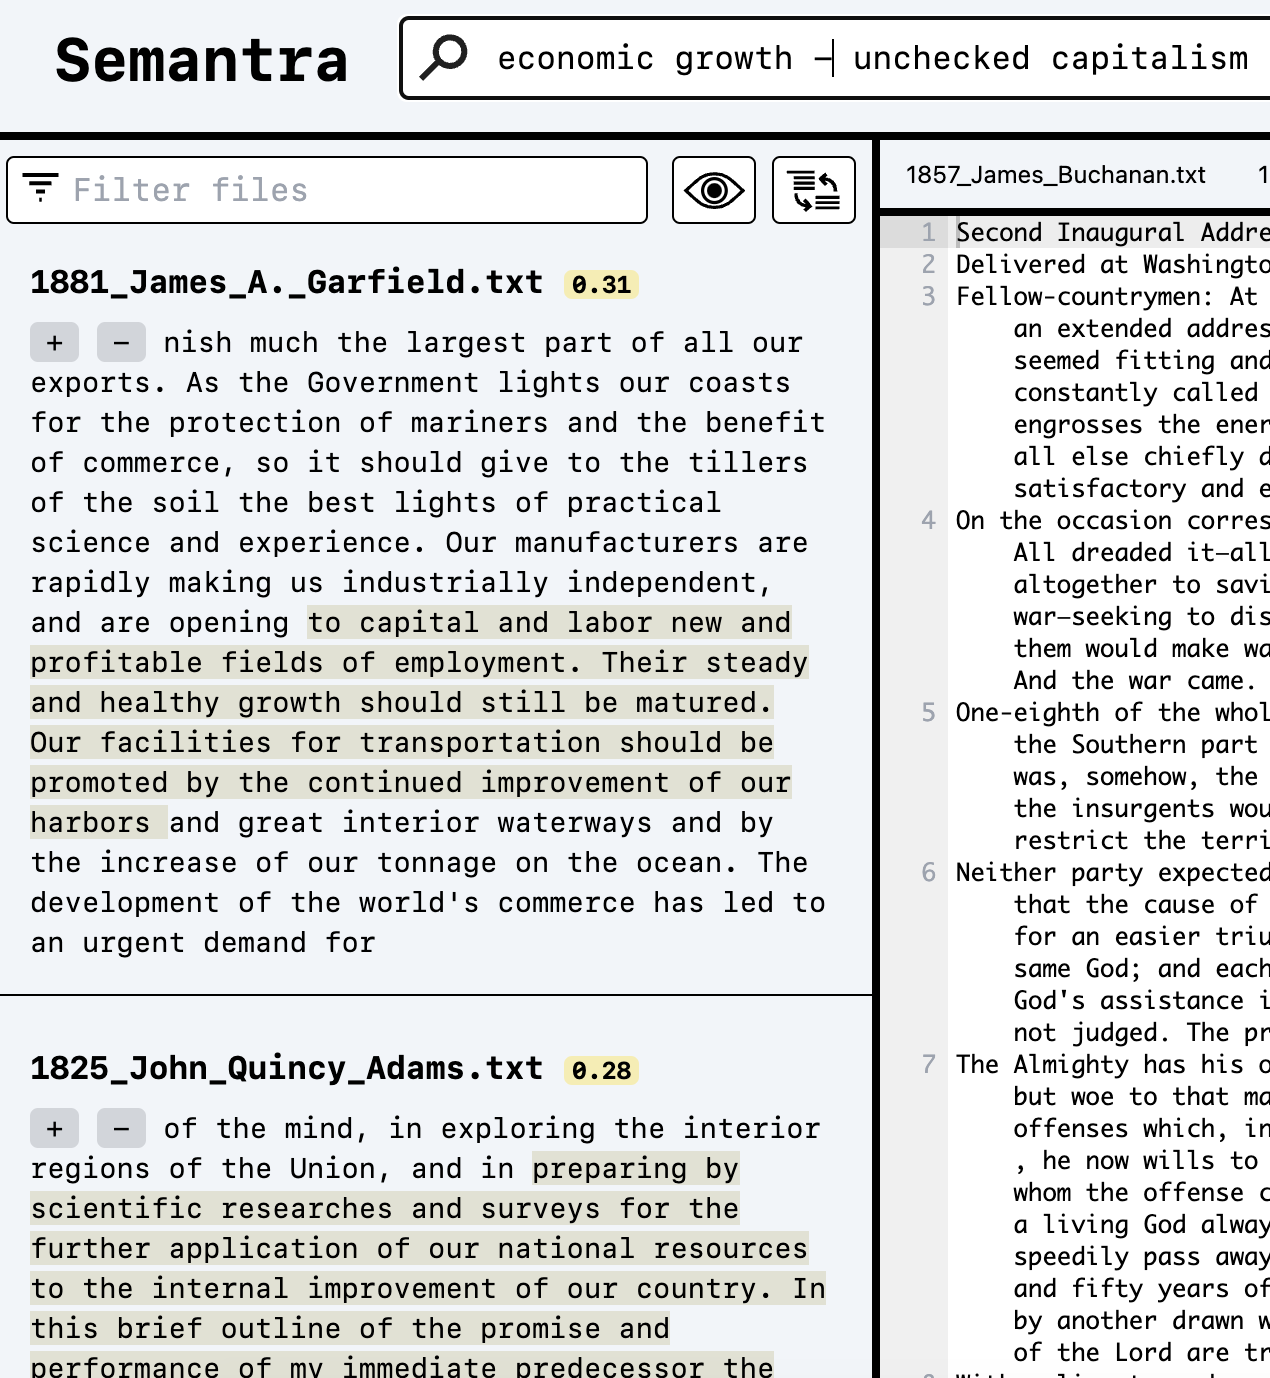 Semantra
economic growth – unchecked capitalism
Filter files
1881_James_A._Garfield.txt 0.31
+ − nish much the largest part of all our
exports. As the Government lights our coasts
for the protection of mariners and the benefit
of commerce, so it should give to the tillers
of the soil the best lights of practical
science and experience. Our manufacturers are
rapidly making us industrially independent,
and are opening to capital and labor new and
profitable fields of employment. Their steady
and healthy growth should still be matured.
Our facilities for transportation should be
promoted by the continued improvement of our
harbors and great interior waterways and by
the increase of our tonnage on the ocean. The
development of the world's commerce has led to
an urgent demand for
1825_John_Quincy_Adams.txt 0.28
+ − of the mind, in exploring the interior
regions of the Union, and in preparing by
scientific researches and surveys for the
further application of our national resources
to the internal improvement of our country. In
this brief outline of the promise and
performance of my immediate predecessor the
1857_James_Buchanan.txt 1
1 Second Inaugural Addre
2 Delivered at Washingto
3 Fellow-countrymen: At
an extended addres
seemed fitting and
constantly called
engrosses the ener
all else chiefly d
satisfactory and e
4 On the occasion corres
All dreaded it—all
altogether to savi
war—seeking to dis
them would make wa
And the war came.
5 One-eighth of the whol
the Southern part
was, somehow, the
the insurgents wou
restrict the terri
6 Neither party expected
that the cause of
for an easier triu
same God; and each
God's assistance i
not judged. The pr
7 The Almighty has his o
but woe to that ma
offenses which, in
, he now wills to
whom the offense c
a living God alway
speedily pass away
and fifty years of
by another drawn w
of the Lord are tr